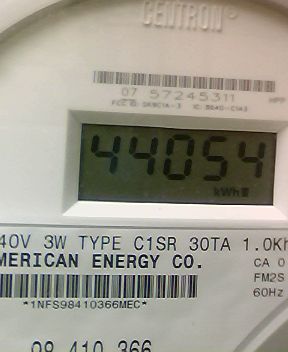 CENTRON®
07 57245311
44054
kWh
40V 3W TYPE C1SR 30TA 1.0Kh
MERICAN ENERGY CO.
CA 0
FM2S
60Hz
*1NFS98410366MEC*
98 410 366